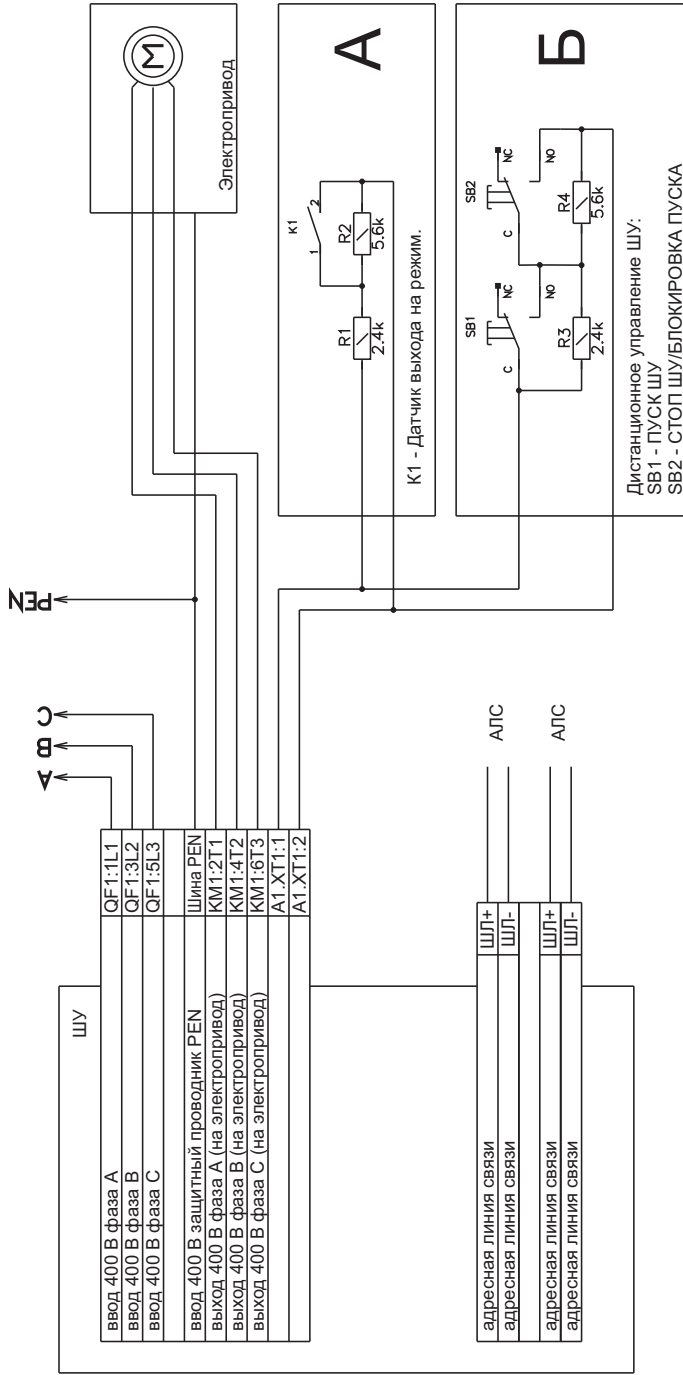 ШУ
ввод 400 В фаза А
QF1:1L1
ввод 400 В фаза В
QF1:3L2
ввод 400 В фаза С
QF1:5L3
ввод 400 В защитный проводник PEN
Шина PEN
выход 400 В фаза А (на электропривод)
KM1:2T1
выход 400 В фаза В (на электропривод)
KM1:4T2
выход 400 В фаза С (на электропривод)
KM1:6T3
A1.XT1:1
A1.XT1:2
адресная линия связи
ШЛ+
адресная линия связи
ШЛ-
адресная линия связи
ШЛ+
адресная линия связи
ШЛ-
АЛС
АЛС
A
B
C
PEN
M
Электропривод
А
K1
1
2
R1
2.4k
R2
5.6k
К1 - Датчик выхода на режим.
Б
SB1
C
NC
NO
SB2
C
NC
NO
R3
2.4k
R4
5.6k
Дистанционное управление ШУ:
SB1 - ПУСК ШУ
SB2 - СТОП ШУ/БЛОКИРОВКА ПУСКА